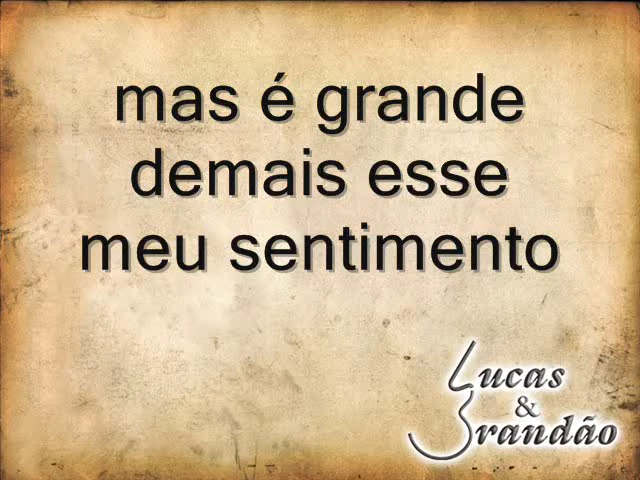 mas é grande
demais esse
meu sentimento
Lucas
&
Brandão